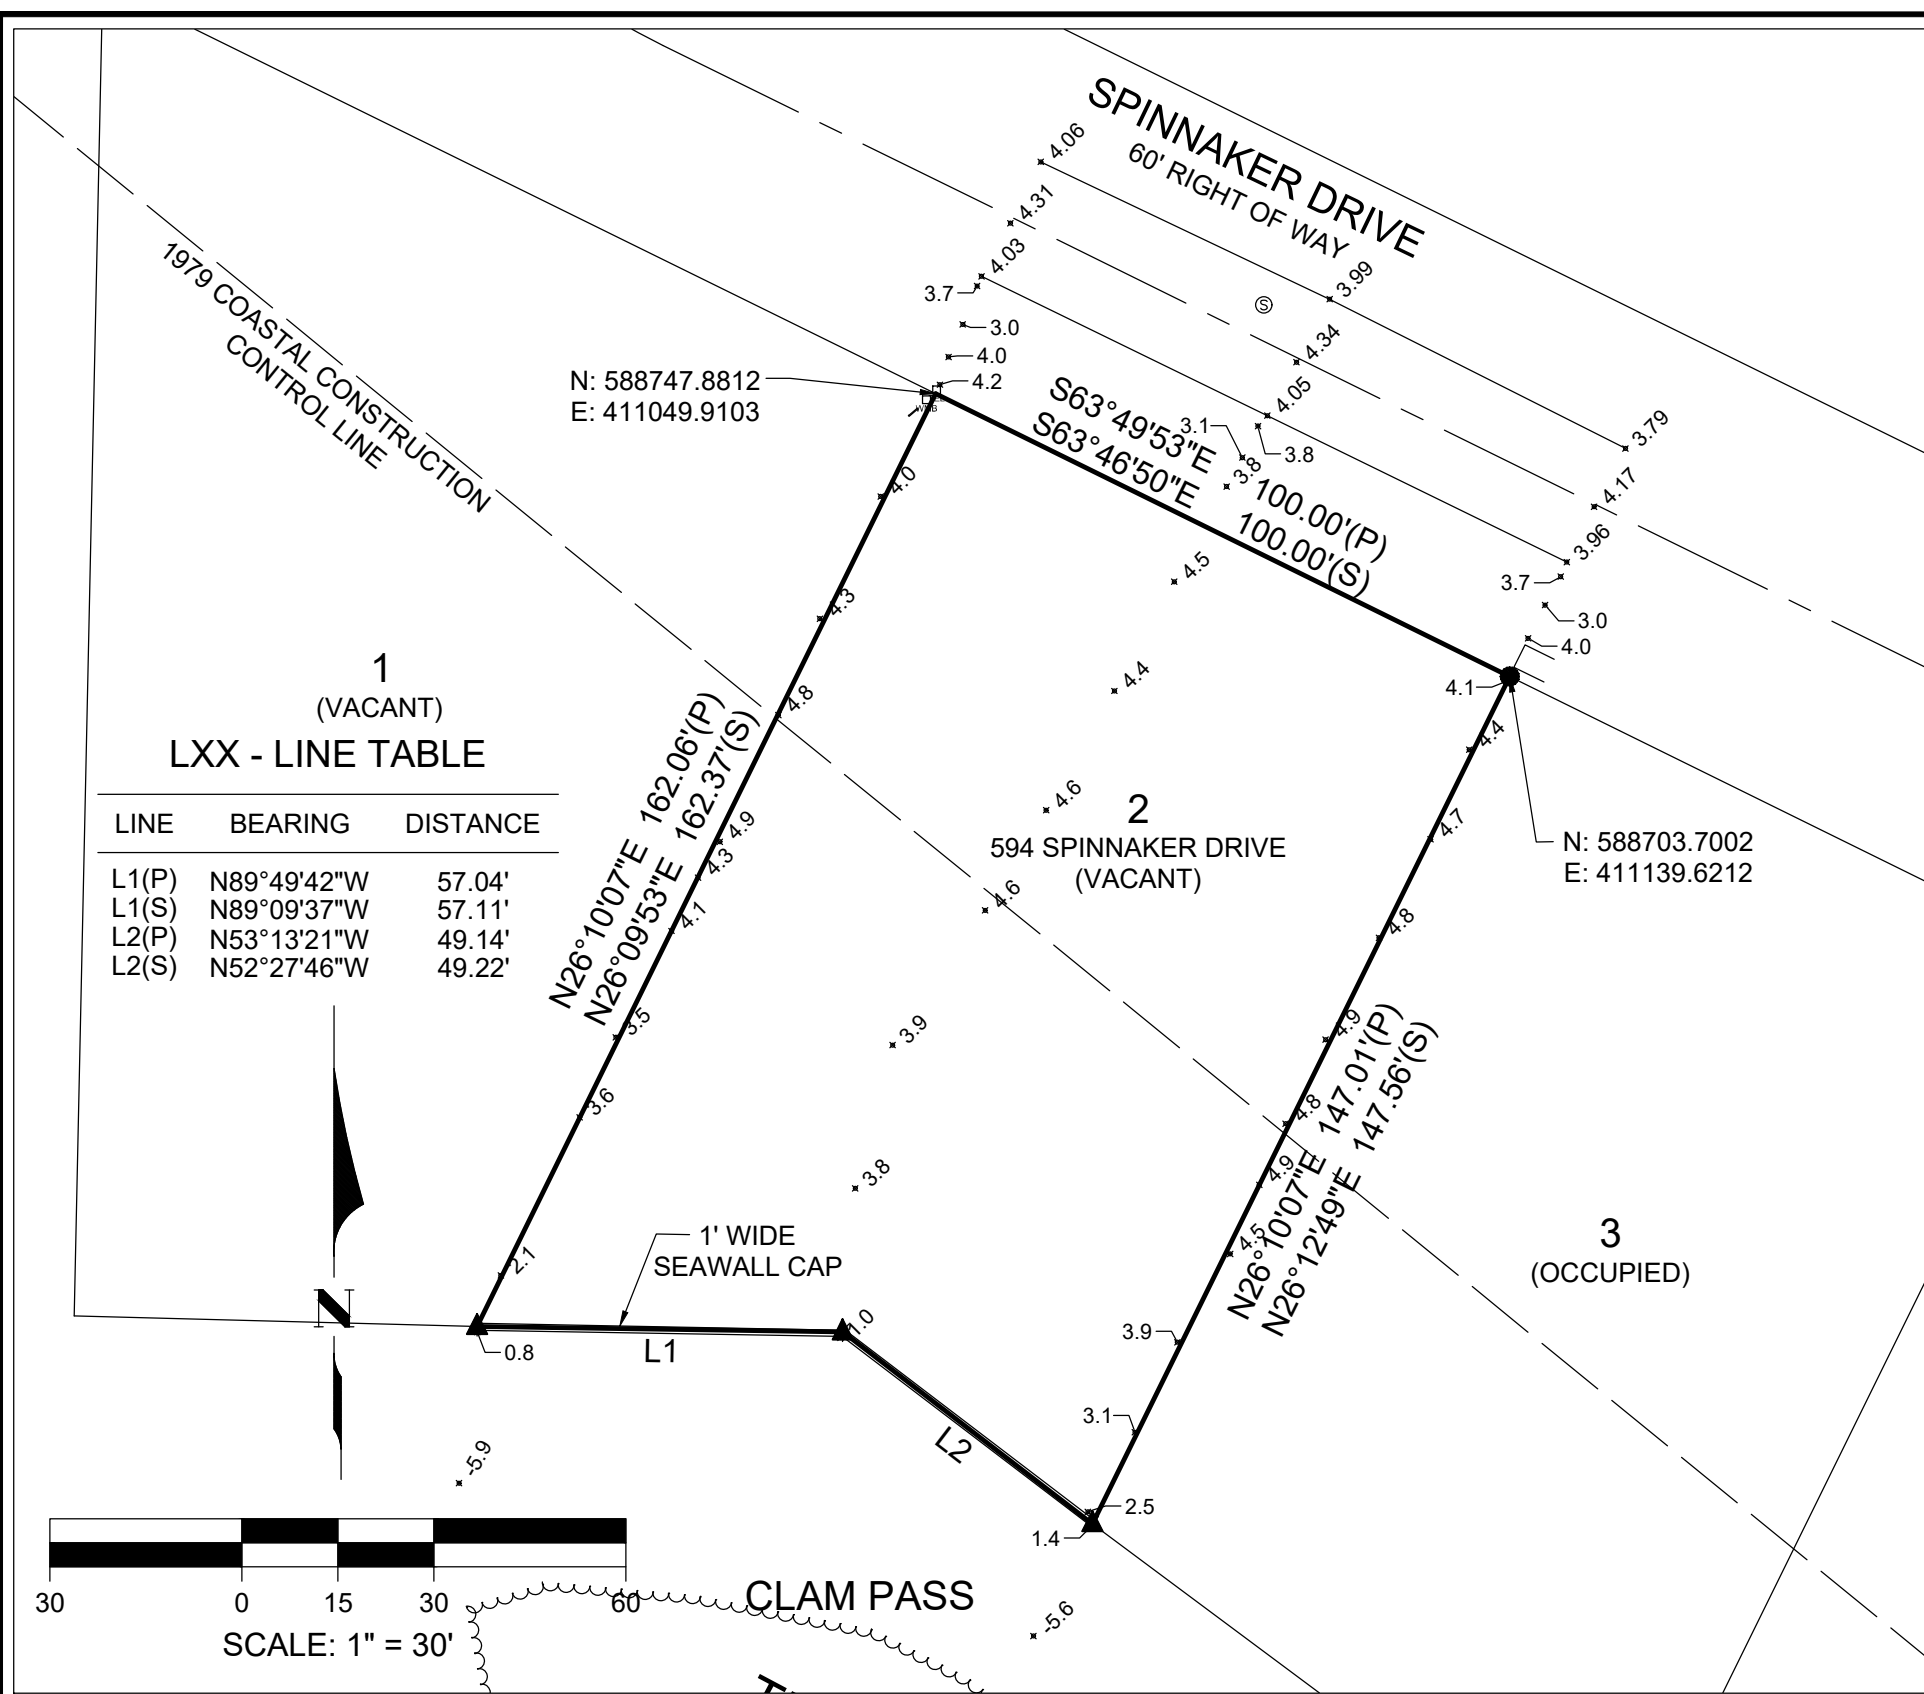 SPINNAKER DRIVE
60' RIGHT OF WAY
4.06
4.31
4.03
3.7
3.0
4.0
4.2
3.99
S
4.34
4.05
3.1
3.8
3.8
3.79
4.17
3.96
3.7
3.0
4.0
4.1
1979 COASTAL CONSTRUCTION
CONTROL LINE
N: 588747.8812
E: 411049.9103
WMB
S63°49'53"E 100.00'(P)
S63°46'50"E 100.00'(S)
4.0
4.3
4.8
4.9
4.3
4.1
3.5
3.6
2.1
4.5
4.4
4.6
4.6
3.9
3.8
4.4
4.7
4.8
4.9
4.8
4.9
4.5
3.9
3.1
2.5
1.4
1
(VACANT)
LXX - LINE TABLE
LINE BEARING DISTANCE
L1(P) N89°49'42"W 57.04'
L1(S) N89°09'37"W 57.11'
L2(P) N53°13'21"W 49.14'
L2(S) N52°27'46"W 49.22'
N26°10'07"E 162.06'(P)
N26°09'53"E 162.37'(S)
2
594 SPINNAKER DRIVE
(VACANT)
N: 588703.7002
E: 411139.6212
N26°10'07"E 147.01'(P)
N26°12'49"E 147.56'(S)
3
(OCCUPIED)
1' WIDE
SEAWALL CAP
N
0.8
L1
1.0
L2
-5.9
-5.6
CLAM PASS
30 0 15 30 60
SCALE: 1" = 30'